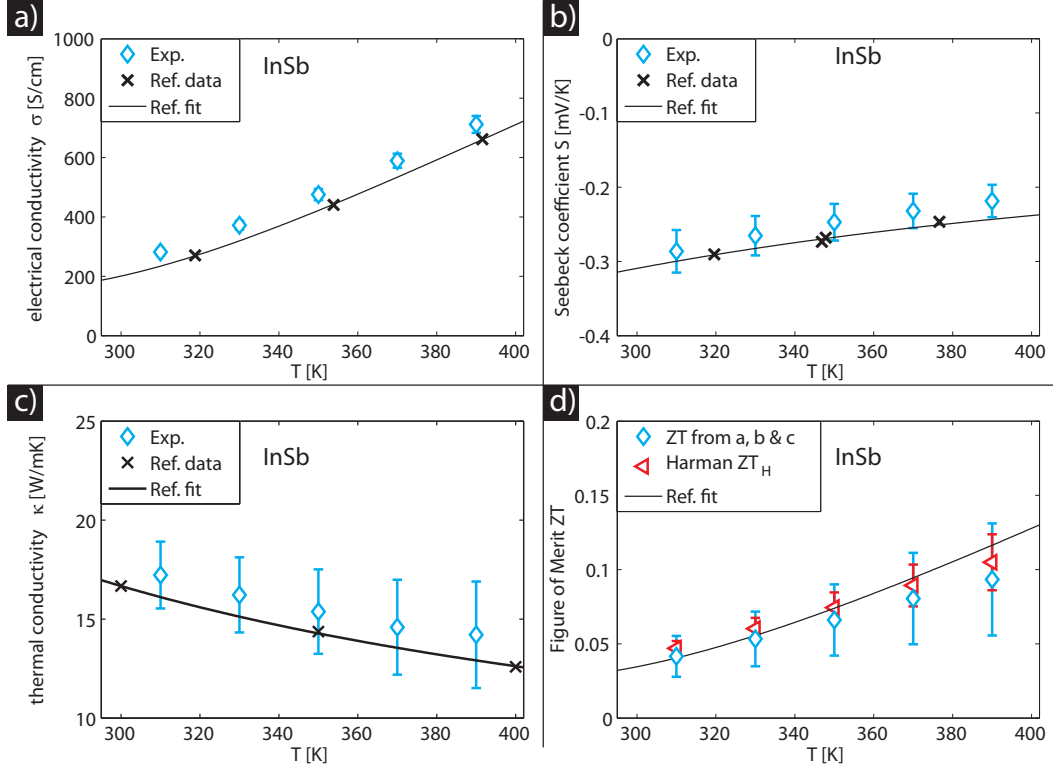 a)
electrical conductivity σ [S/cm]
1000
800
600
400
200
0
Exp.
Ref. data
Ref. fit
InSb
300 320 340 360 380 400
T [K]
b)
Seebeck coefficient S [mV/K]
0
-0.1
-0.2
-0.3
-0.4
Exp.
Ref. data
Ref. fit
InSb
300 320 340 360 380 400
T [K]
c)
thermal conductivity κ [W/mK]
25
20
15
10
Exp.
Ref. data
Ref. fit
InSb
300 320 340 360 380 400
T [K]
d)
Figure of Merit ZT
0.2
0.15
0.1
0.05
0
ZT from a, b & c
Harman ZT_H
Ref. fit
InSb
300 320 340 360 380 400
T [K]